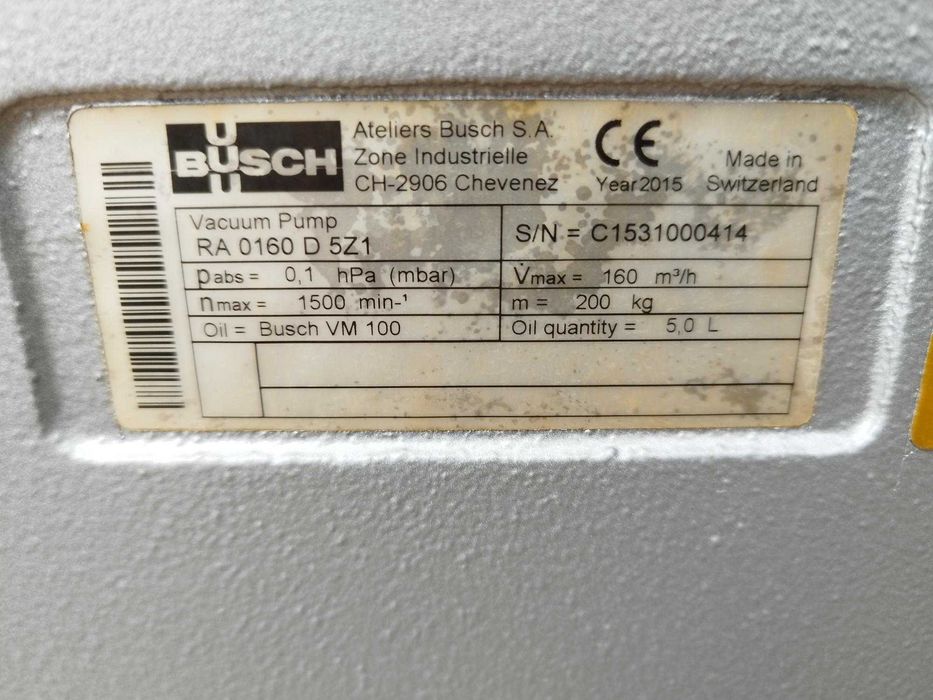 BUSCH
Ateliers Busch S.A.
Zone Industrielle
CH-2906 Chevenez
CE
Year2015
Made in
Switzerland
Vacuum Pump
RA 0160 D 5Z1
S/N = C1531000414
pabs = 0,1 hPa (mbar)
V̇max = 160 m³/h
nmax = 1500 min-¹
m = 200 kg
Oil = Busch VM 100
Oil quantity = 5,0 L